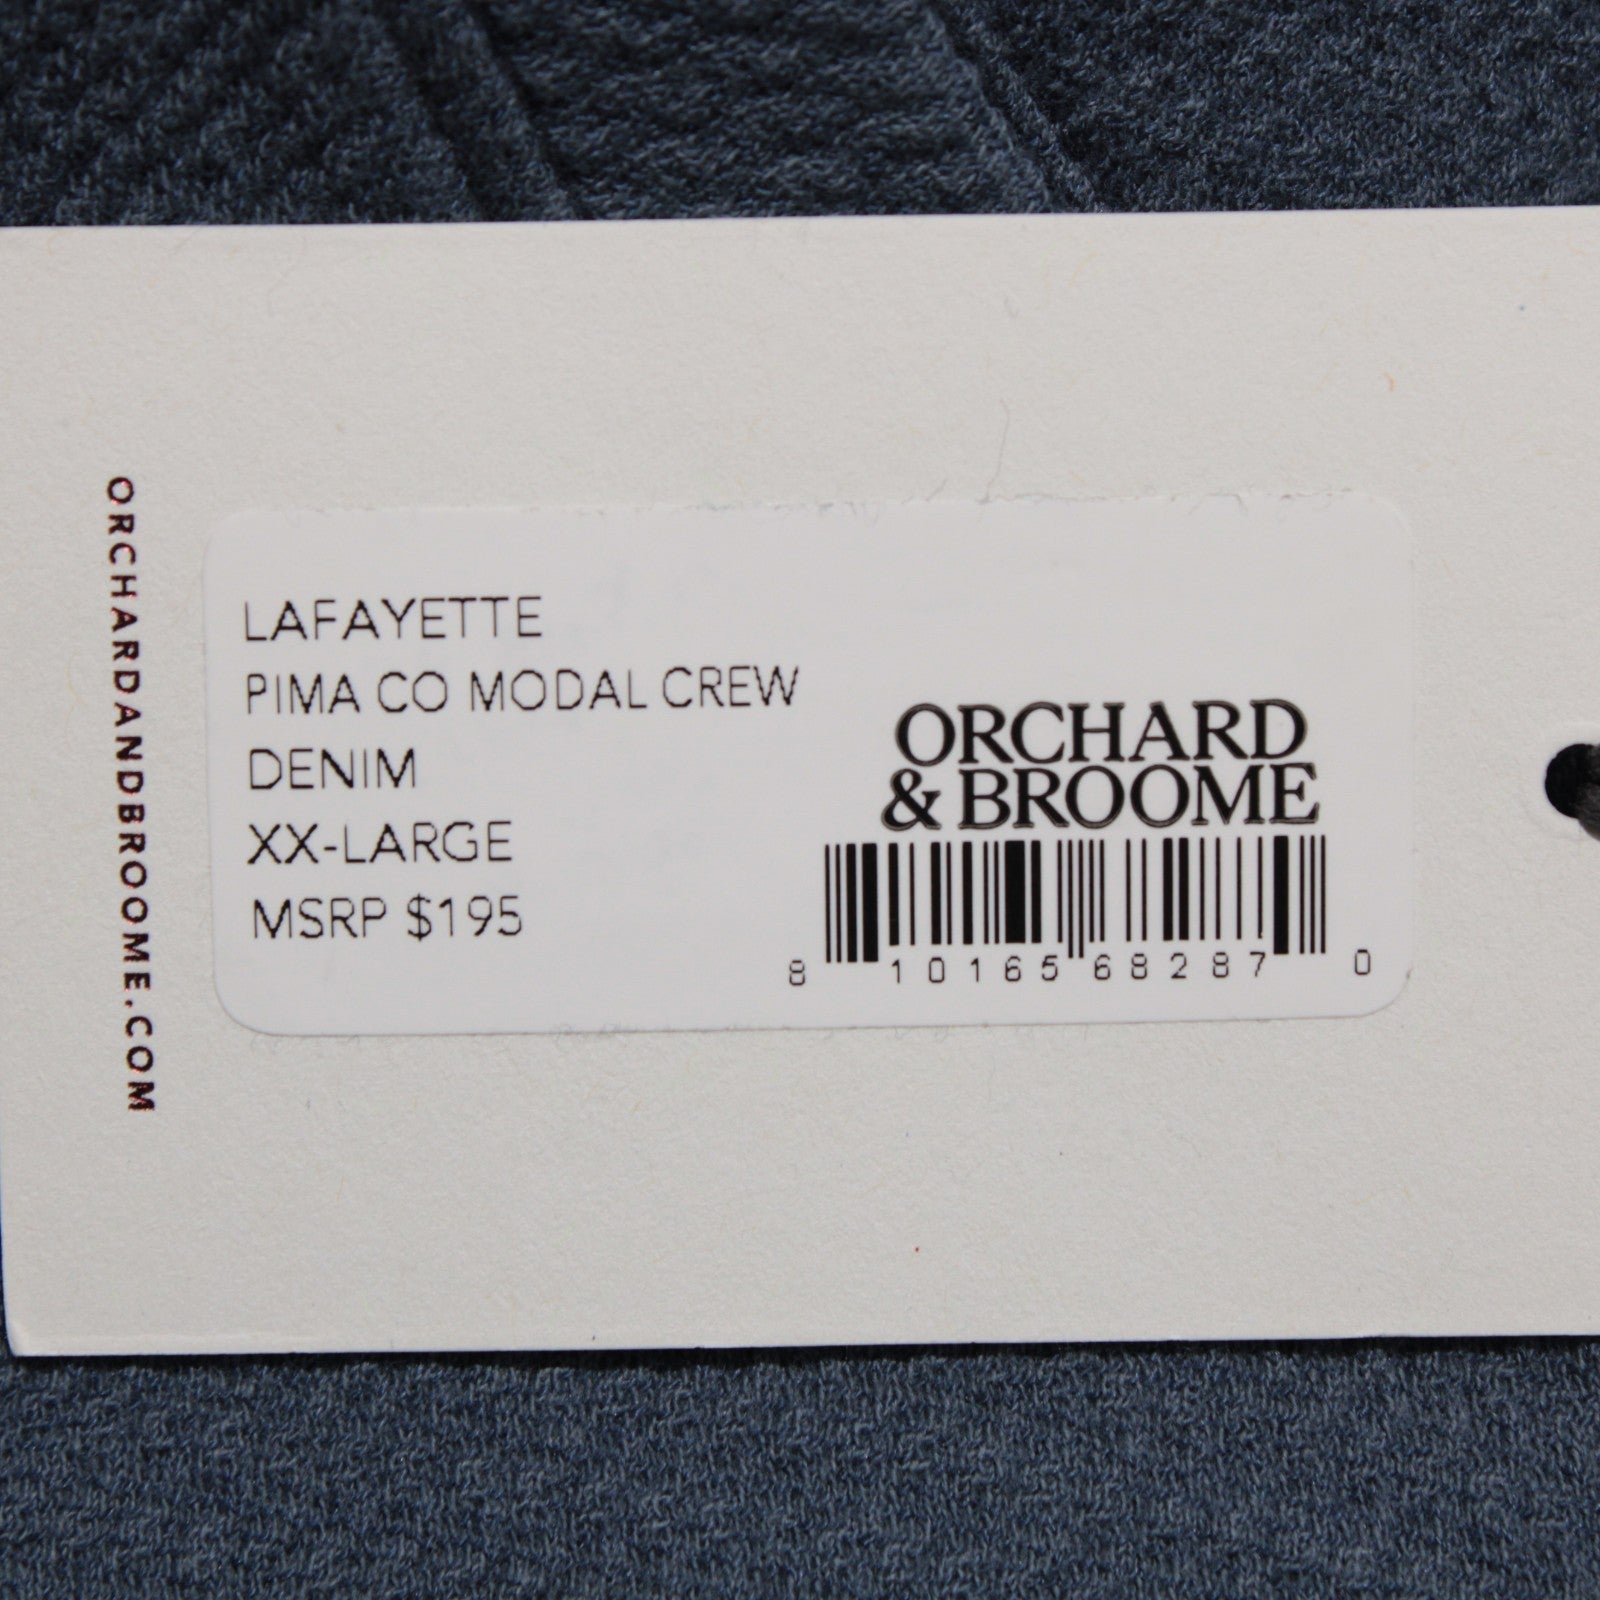 ORCHARDANDBROOME.COM
LAFAYETTE
PIMA CO MODAL CREW
DENIM
XX-LARGE
MSRP $195
ORCHARD
& BROOME
8 10165 68287 0